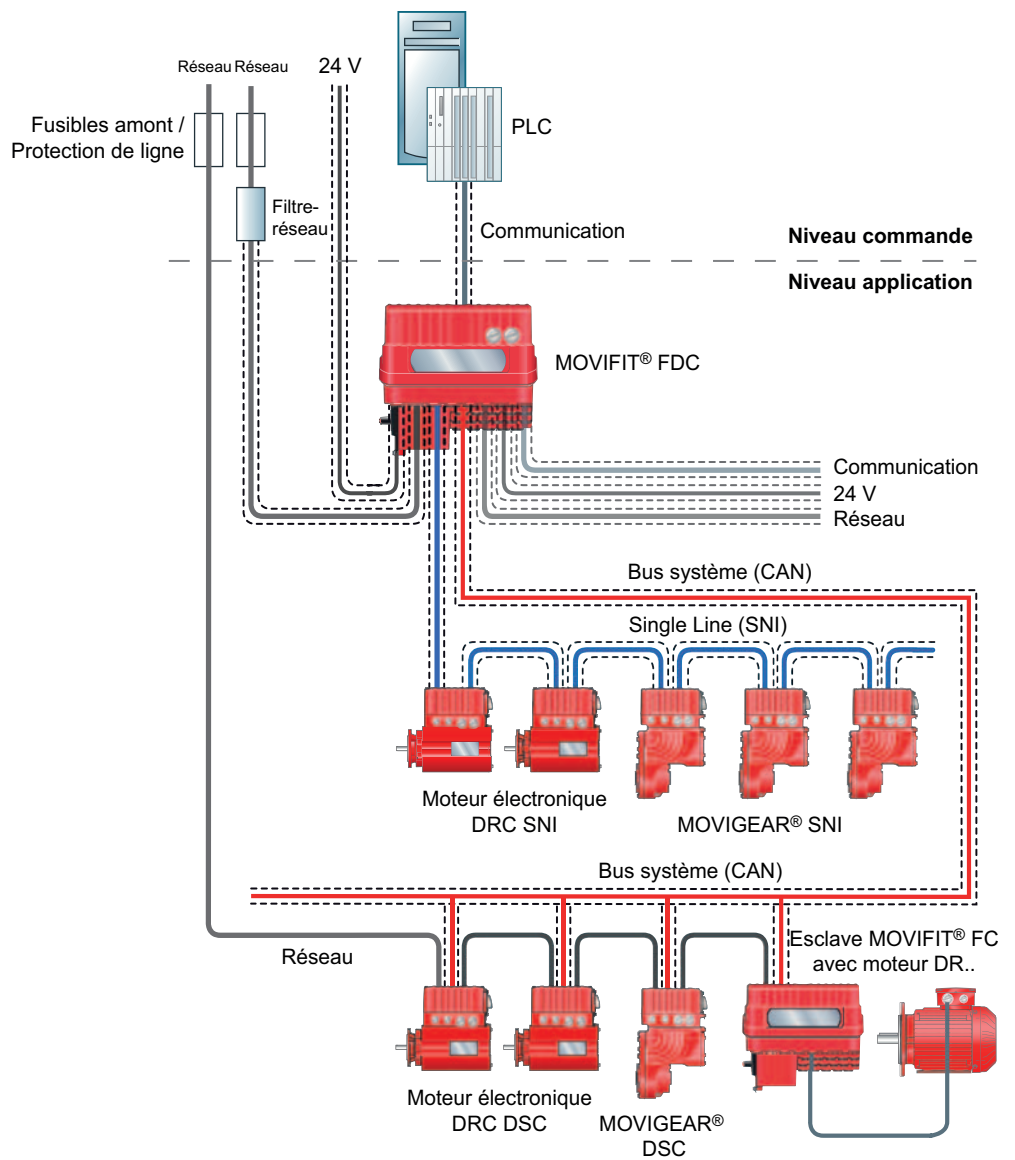 Réseau Réseau
24 V
Fusibles amont /
Protection de ligne
PLC
Filtre-
réseau
Communication
Niveau commande
Niveau application
MOVIFIT® FDC
Communication
24 V
Réseau
Bus système (CAN)
Single Line (SNI)
Moteur électronique
DRC SNI
MOVIGEAR® SNI
Bus système (CAN)
Réseau
Esclave MOVIFIT® FC
avec moteur DR..
Moteur électronique
DRC DSC
MOVIGEAR®
DSC